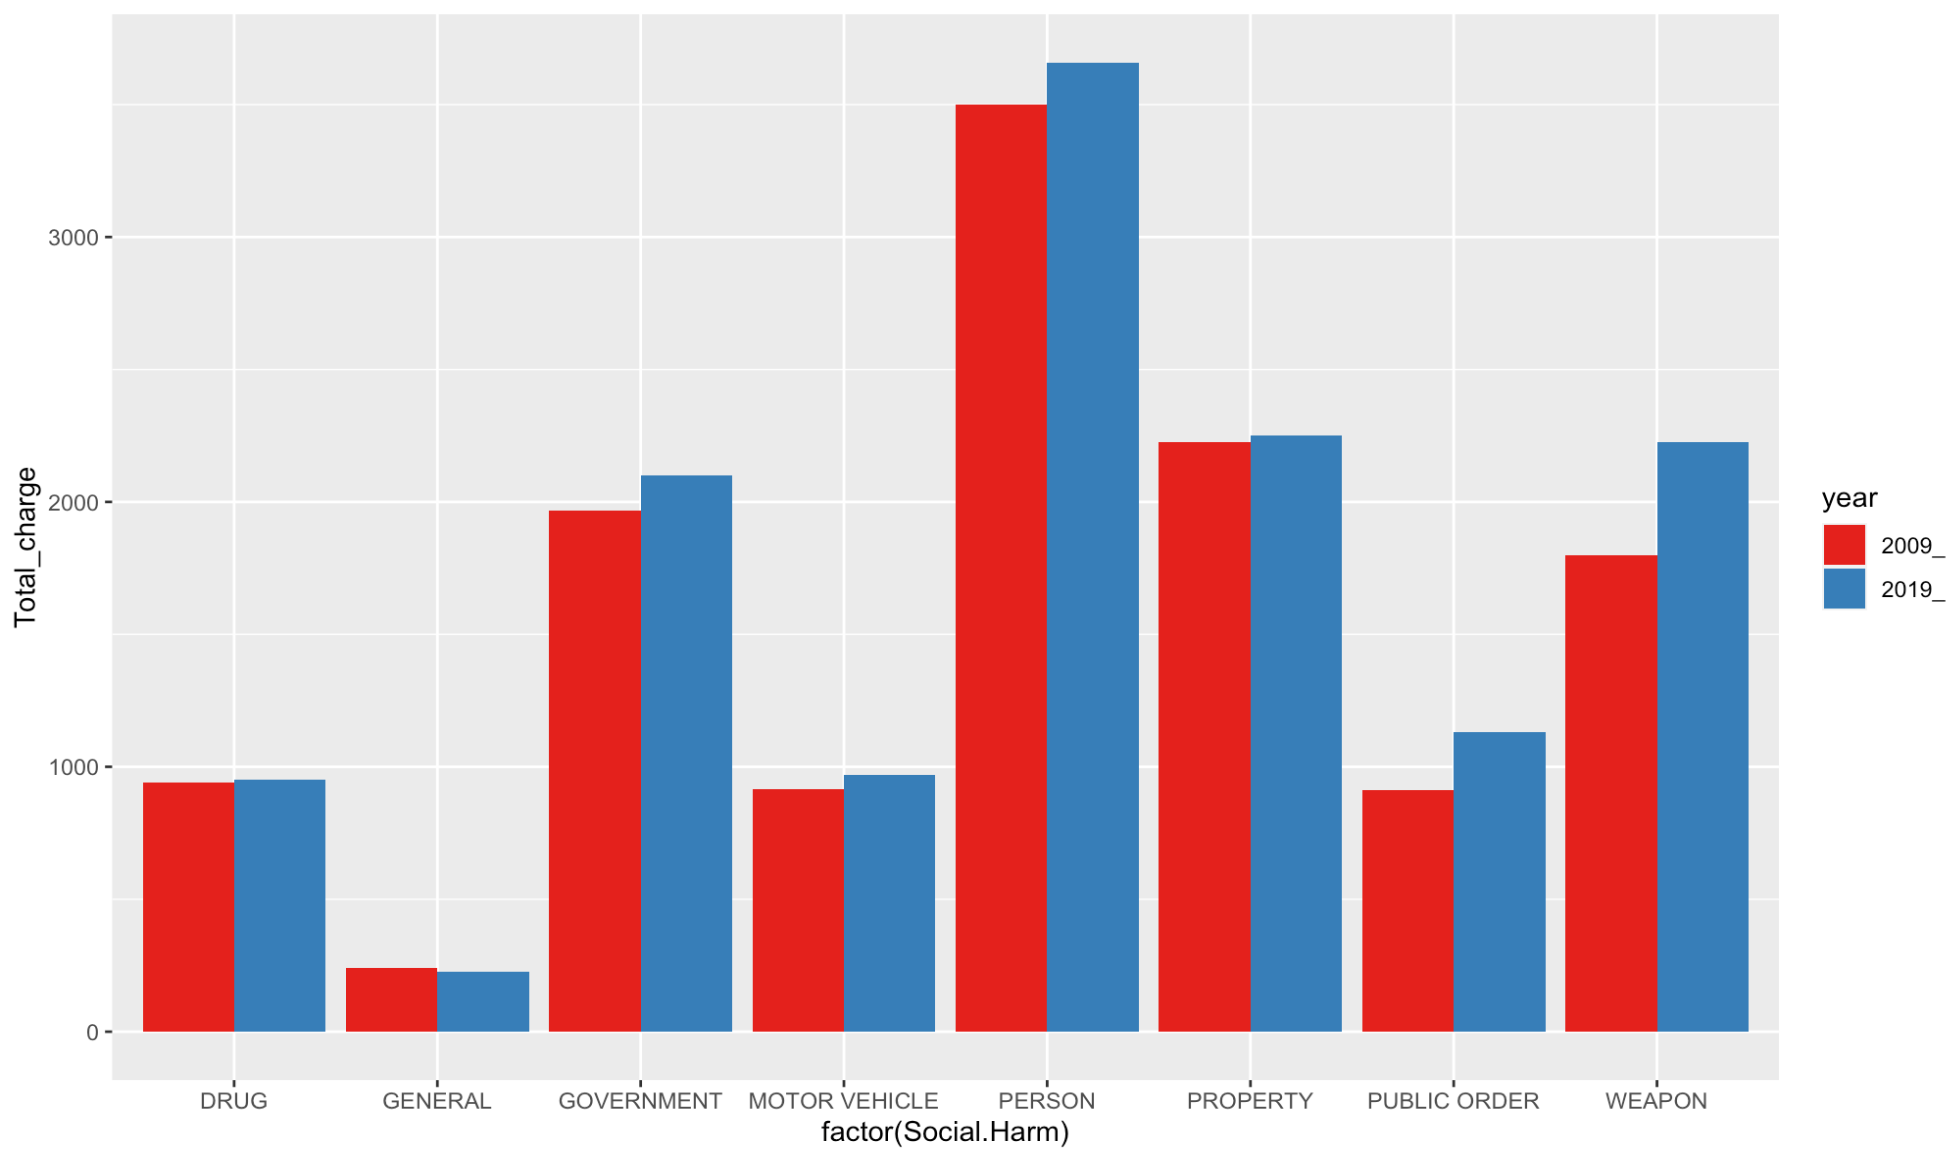 Total_charge
3000
2000
1000
0
DRUG GENERAL GOVERNMENT MOTOR VEHICLE PERSON PROPERTY PUBLIC ORDER WEAPON
factor(Social.Harm)
year
2009_
2019_